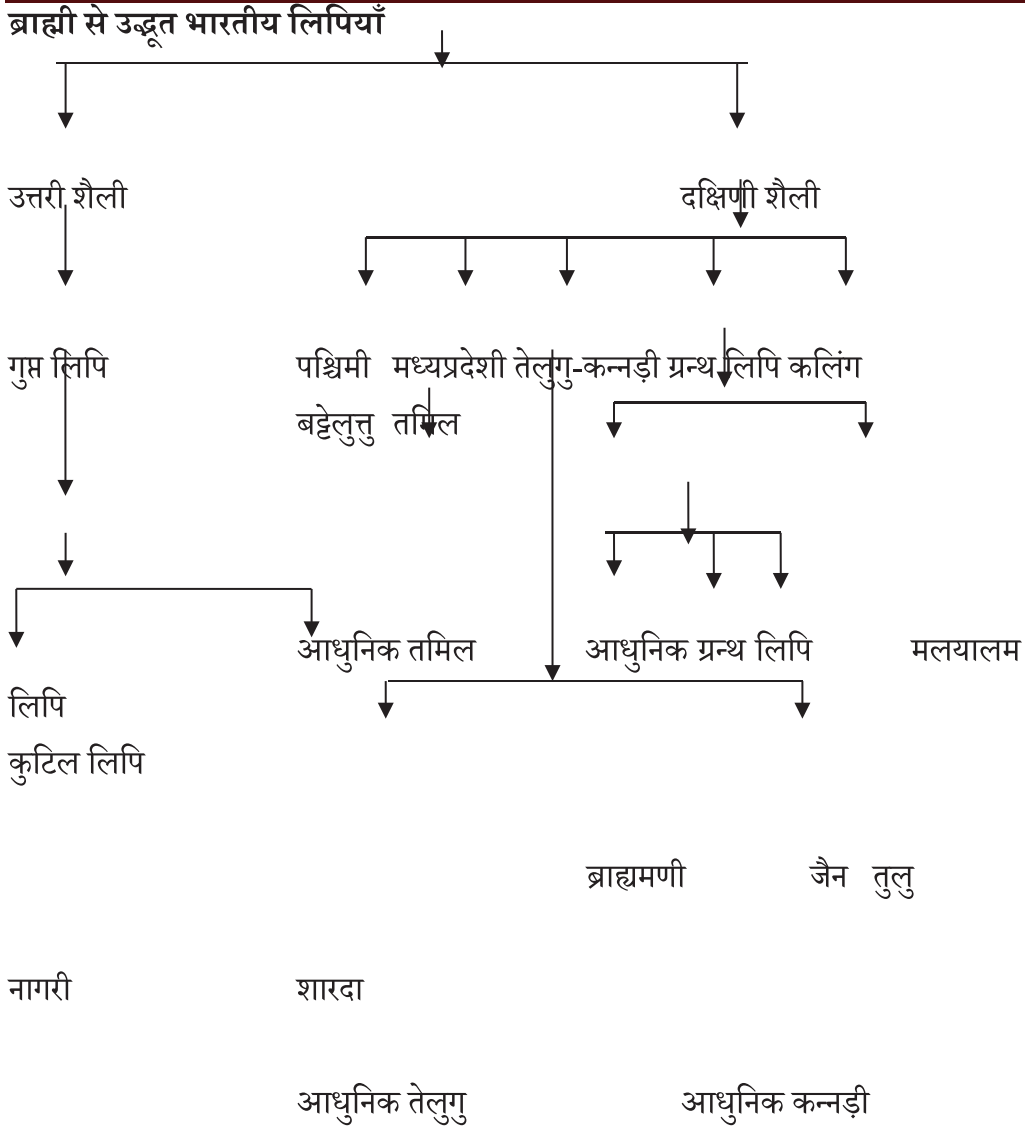 ब्राह्मी से उद्भूत भारतीय लिपियाँ
उत्तरी शैली दक्षिणी शैली
गुप्त लिपि पश्चिमी मध्यप्रदेशी तेलुगु-कन्नड़ी ग्रन्थ लिपि कलिंग
बट्टेलुत्तु तमिल
आधुनिक तमिल आधुनिक ग्रन्थ लिपि मलयालम
लिपि
कुटिल लिपि
ब्राह्यमणी जैन तुलु
नागरी शारदा
आधुनिक तेलुगु आधुनिक कन्नड़ी